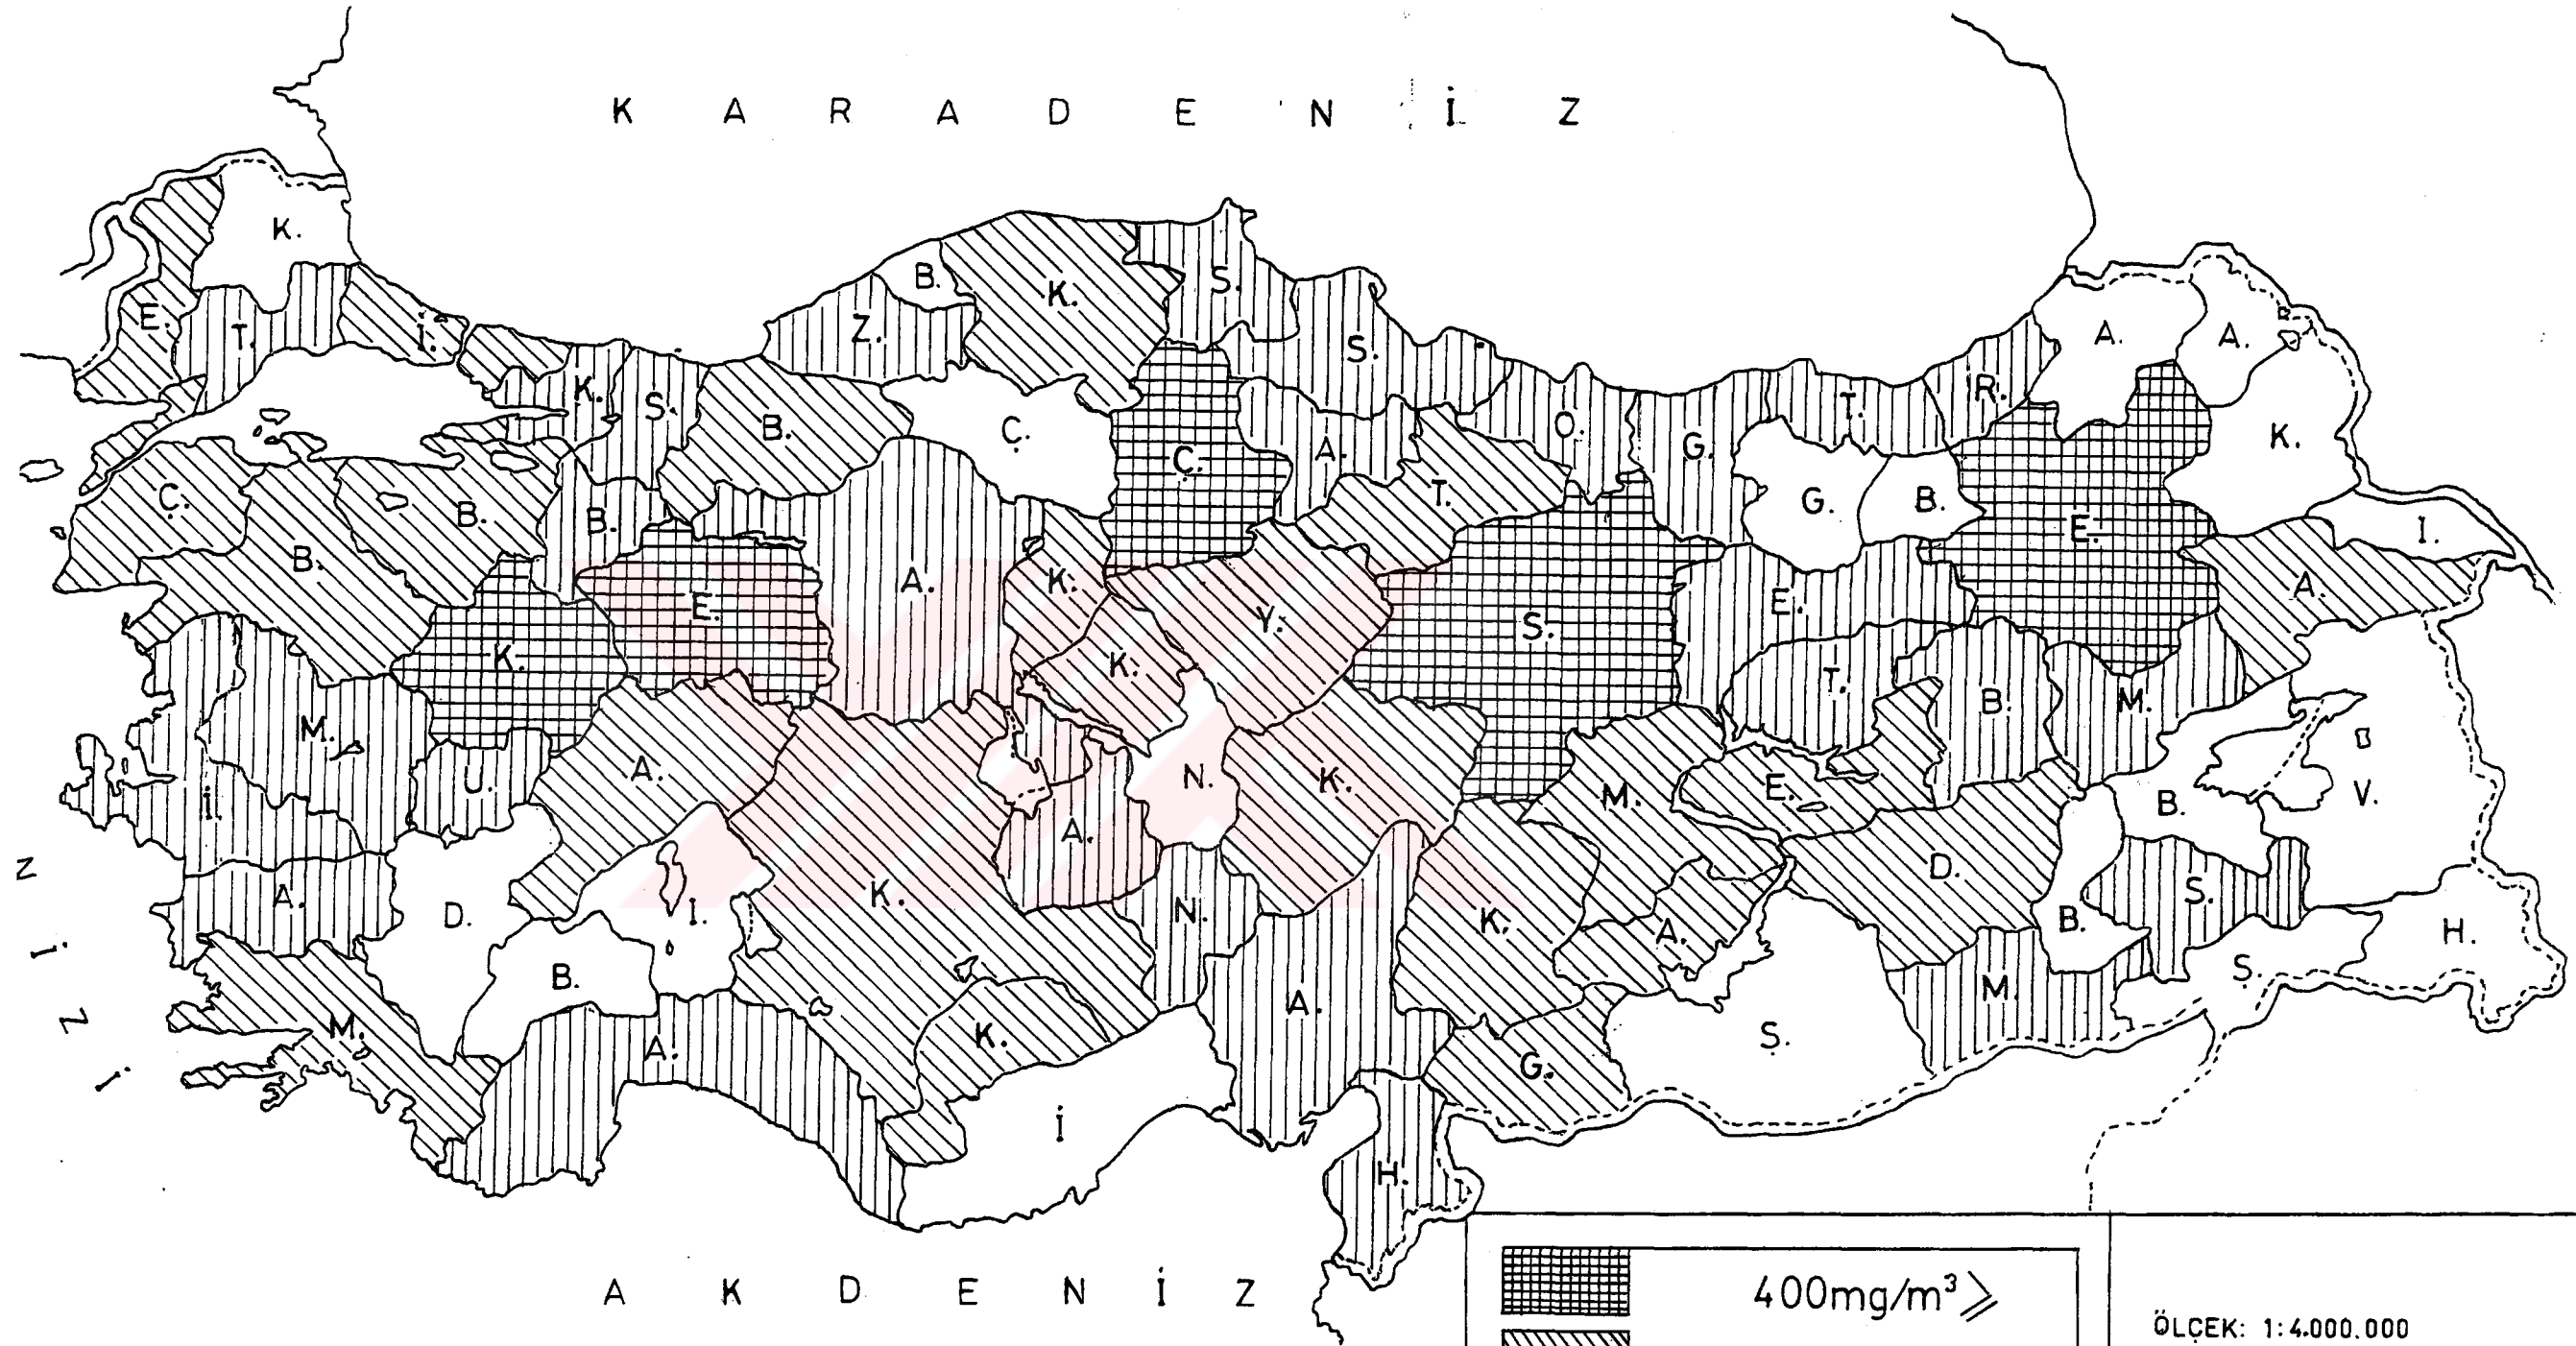 K A R A D E N İ Z
K.
B.
K.
S.
E.
T.
İ.
Z.
S.
A.
A.
K.
S.
B.
Ç.
Ç.
A.
T.
O.
G.
T.
R.
G.
B.
K.
Ç.
B.
B.
B.
E.
A.
K.
Y.
S.
E.
E.
A.
I.
K.
K.
T.
B.
M.
M.
U.
A.
N.
K.
M.
E.
B.
V.
İ.
A.
D.
A.
D.
I.
K.
N.
K.
A.
B.
S.
H.
B.
A.
M.
Ş.
M.
A.
K.
G.
Ş.
İ
H.
Z İ Z İ
A K D E N İ Z
400mg/m³ ⩾
ÖLÇEK: 1:4.000.000